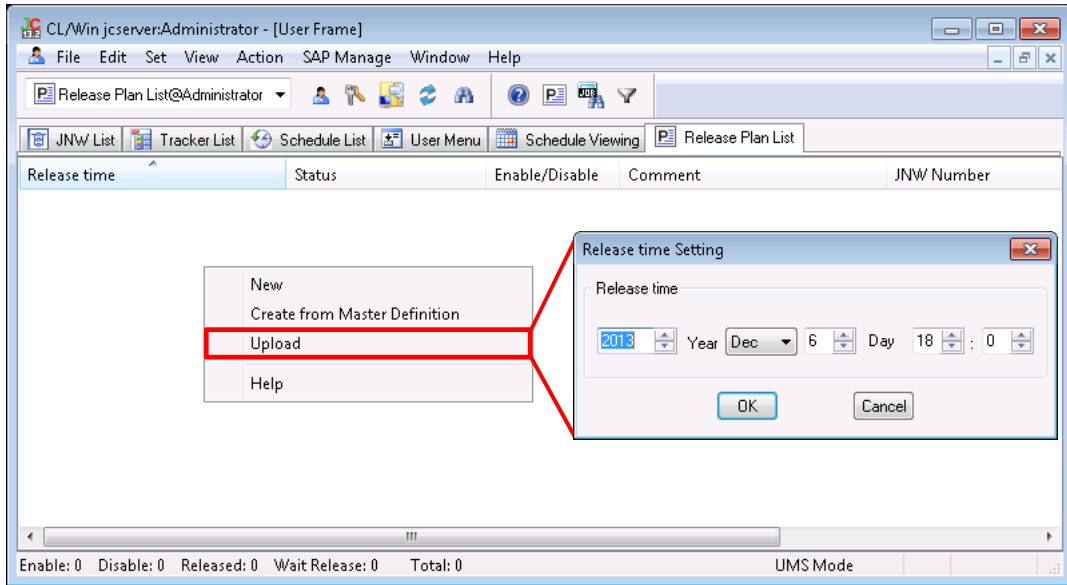 CL/Win jcserver:Administrator - [User Frame]
File Edit Set View Action SAP Manage Window Help
Release Plan List@Administrator
JNW List Tracker List Schedule List User Menu Schedule Viewing Release Plan List
Release time Status Enable/Disable Comment JNW Number
New
Create from Master Definition
Upload
Help
Release time Setting
Release time
2013 Year Dec 6 Day 18 : 0
OK Cancel
Enable: 0 Disable: 0 Released: 0 Wait Release: 0 Total: 0 UMS Mode